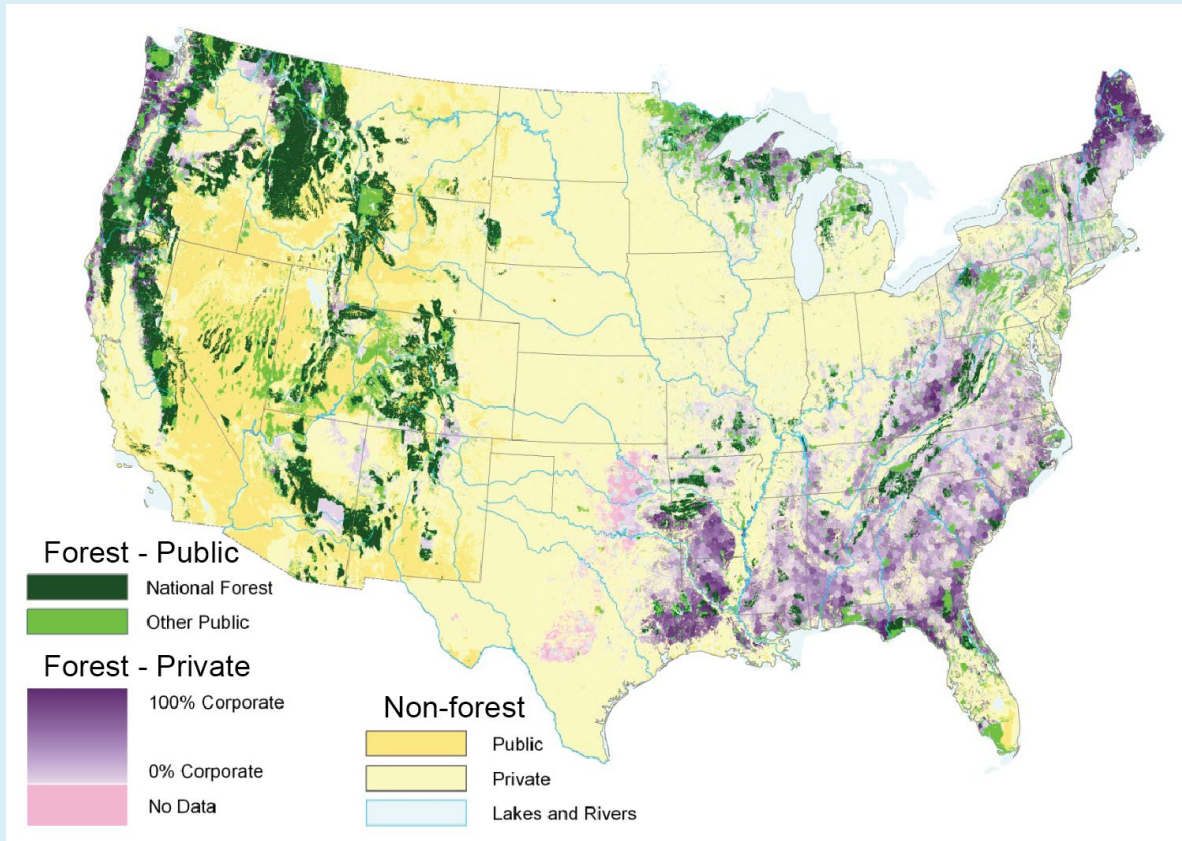 Forest - Public
National Forest
Other Public
Forest - Private
100% Corporate
0% Corporate
No Data
Non-forest
Public
Private
Lakes and Rivers